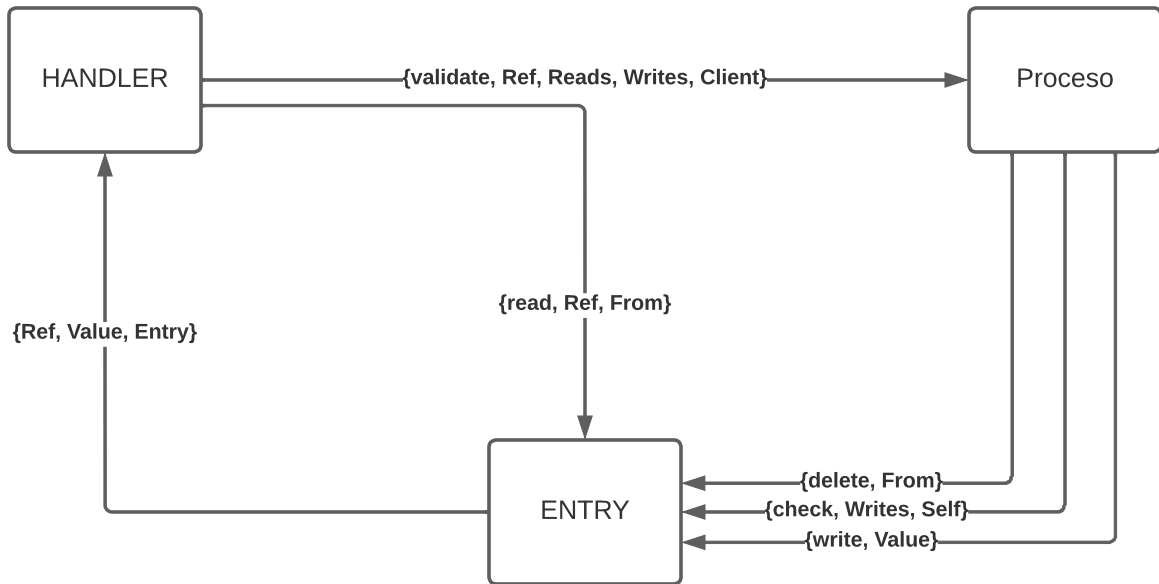 HANDLER
{validate, Ref, Reads, Writes, Client}
Proceso
{read, Ref, From}
{Ref, Value, Entry}
ENTRY
{delete, From}
{check, Writes, Self}
{write, Value}